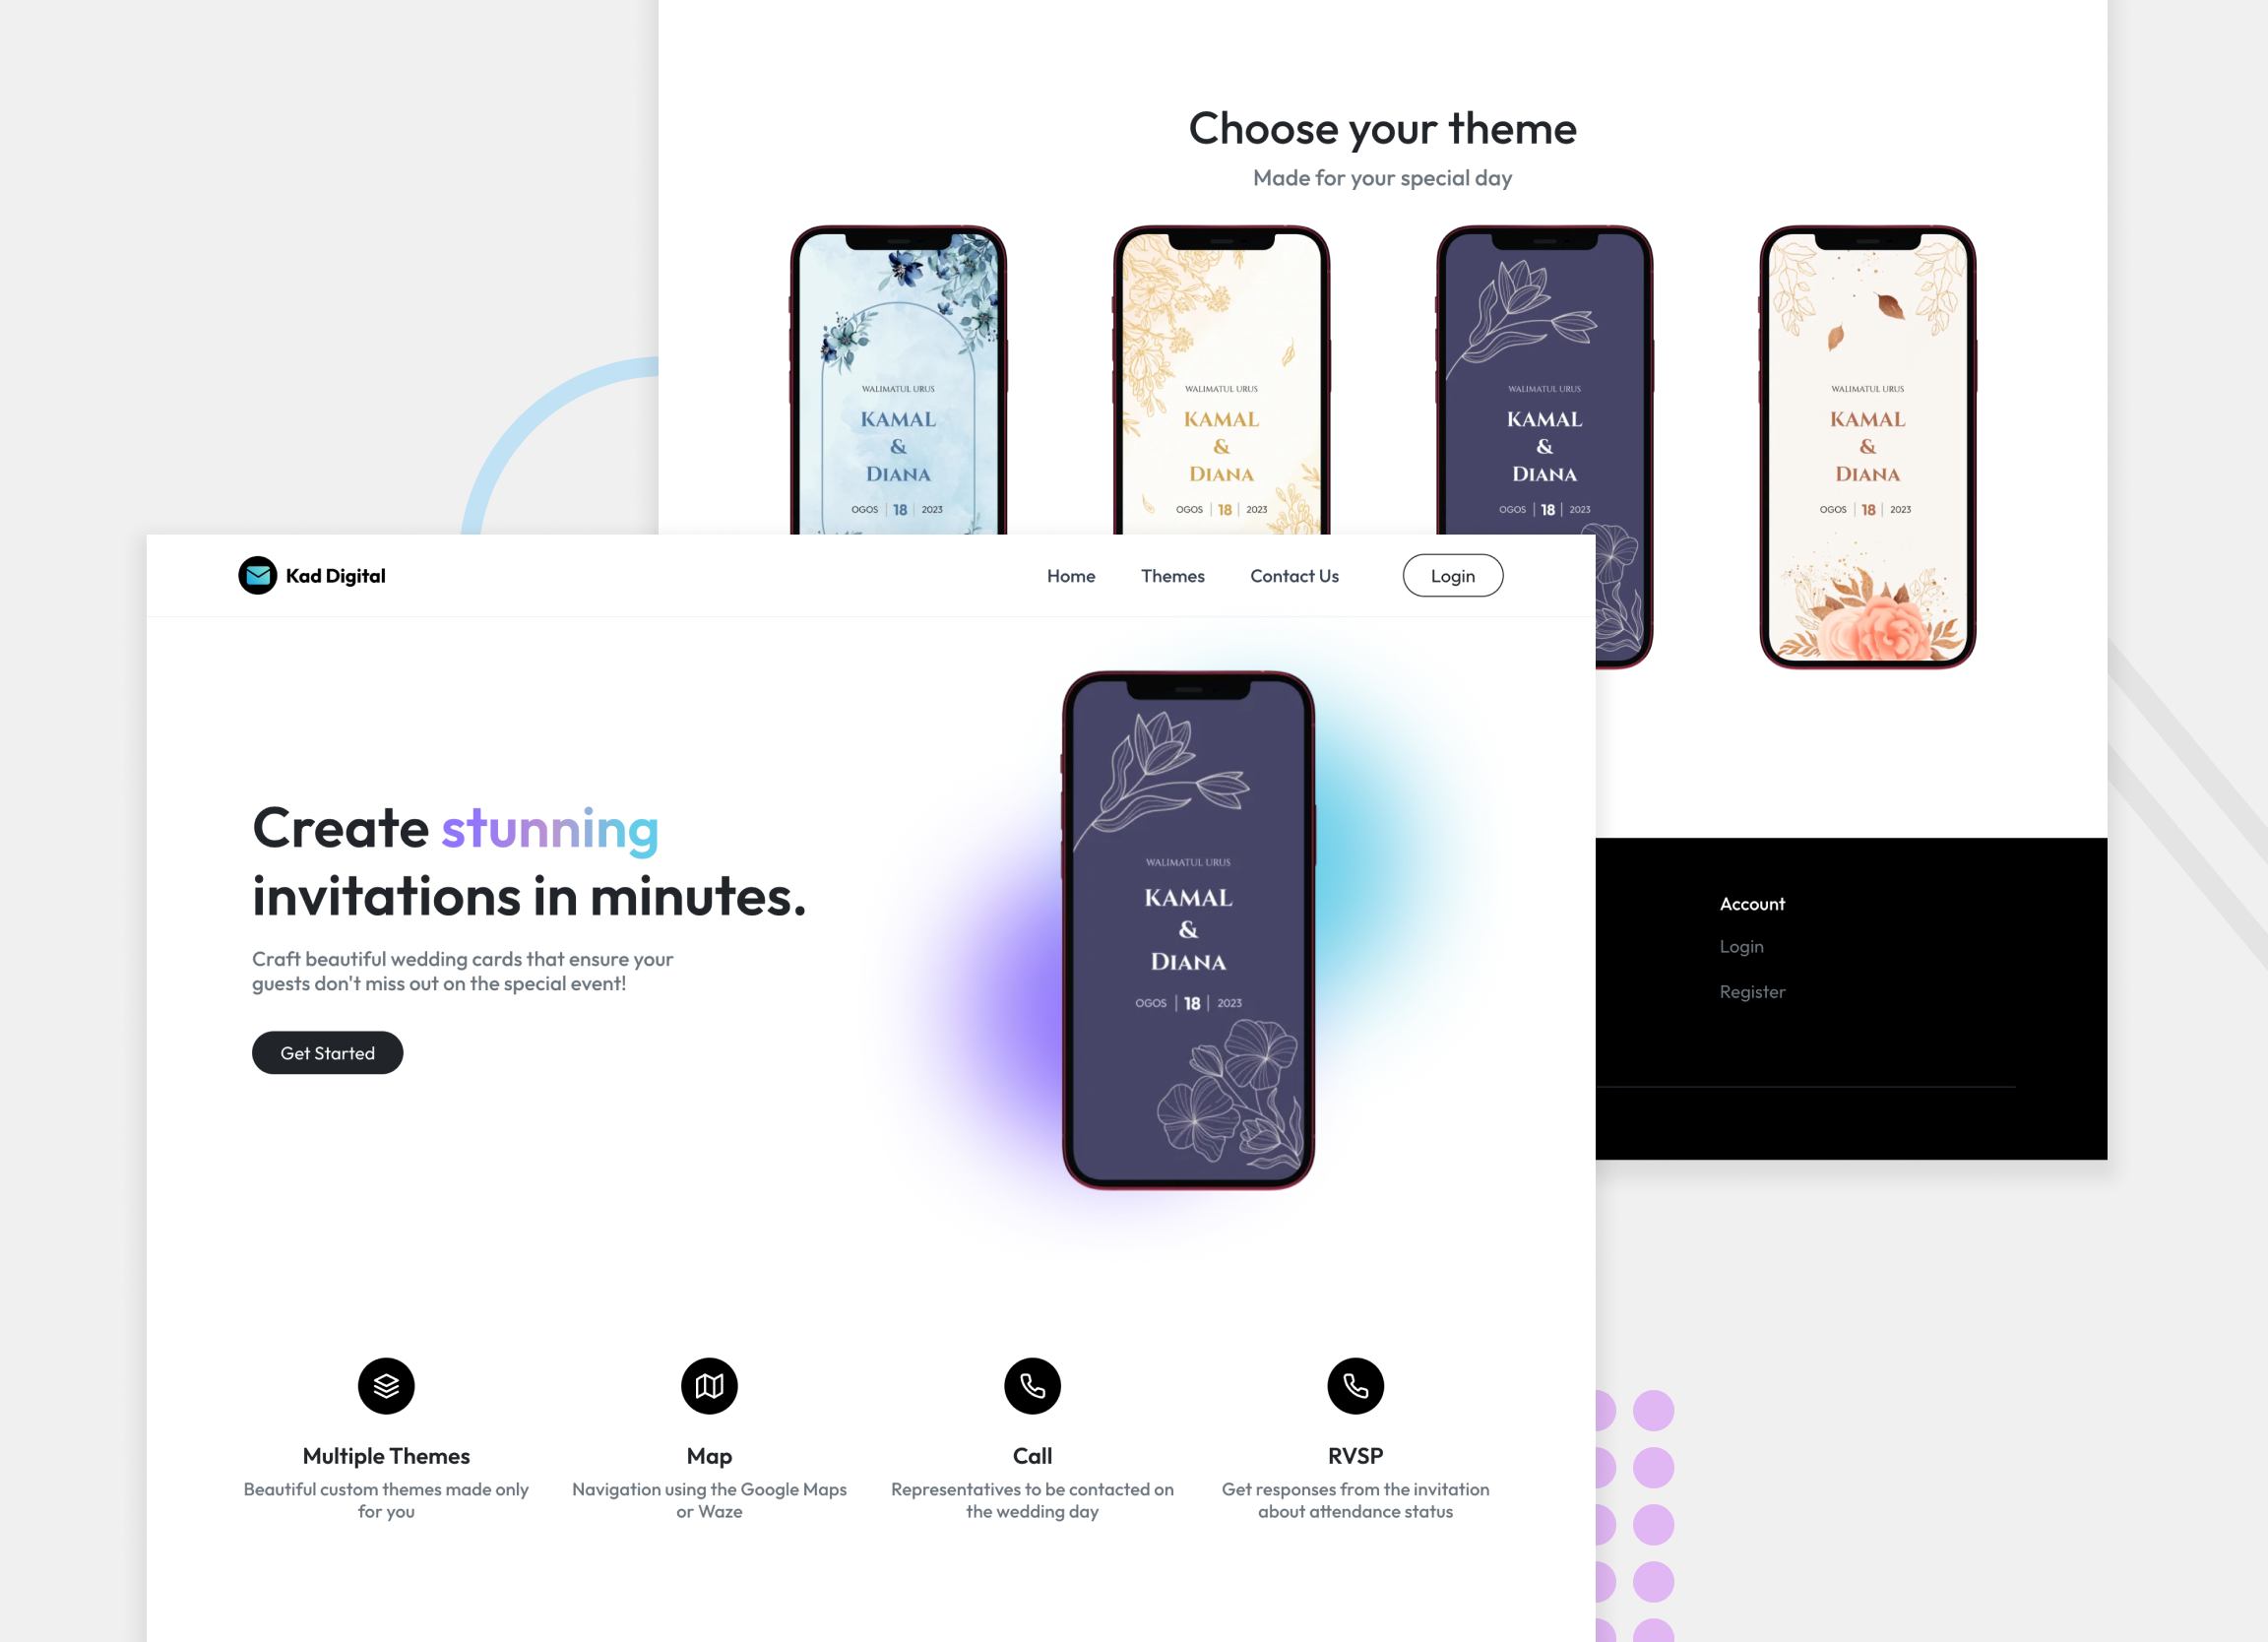 Choose your theme
Made for your special day
WALIMATUL URUS
KAMAL
&
DIANA
OGOS 18 2023
WALIMATUL URUS
KAMAL
&
DIANA
OGOS 18 2023
WALIMATUL URUS
KAMAL
&
DIANA
OGOS 18 2023
WALIMATUL URUS
KAMAL
&
DIANA
OGOS 18 2023
Kad Digital
Home Themes Contact Us Login
Create stunning
invitations in minutes.
Craft beautiful wedding cards that ensure your
guests don't miss out on the special event!
Get Started
WALIMATUL URUS
KAMAL
&
DIANA
OGOS 18 2023
Account
Login
Register
Multiple Themes
Beautiful custom themes made only
for you
Map
Navigation using the Google Maps
or Waze
Call
Representatives to be contacted on
the wedding day
RVSP
Get responses from the invitation
about attendance status